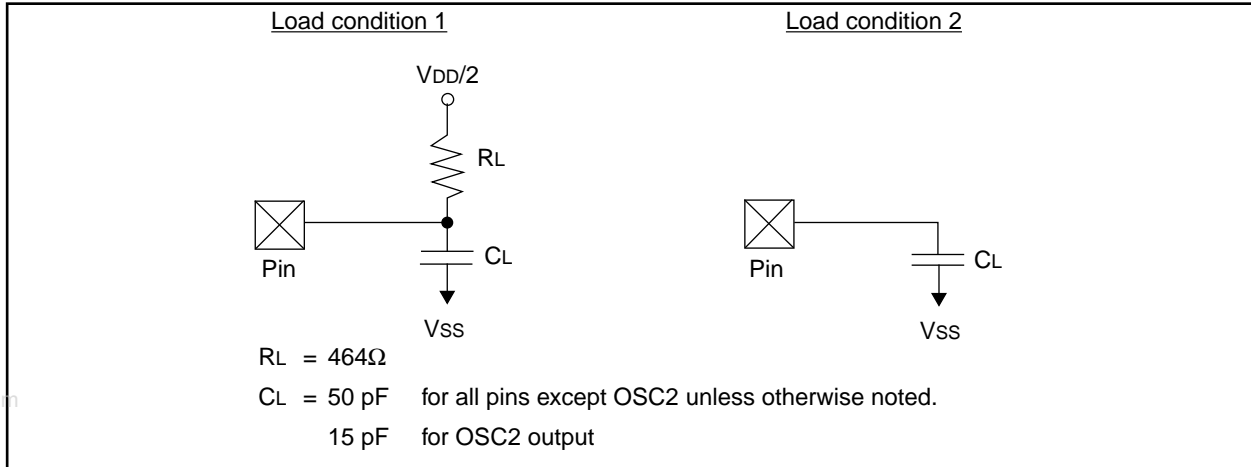 Load condition 1
Load condition 2
VDD/2
RL
Pin
CL
VSS
Pin
CL
VSS
RL = 464Ω
CL = 50 pF for all pins except OSC2 unless otherwise noted.
15 pF for OSC2 output
m